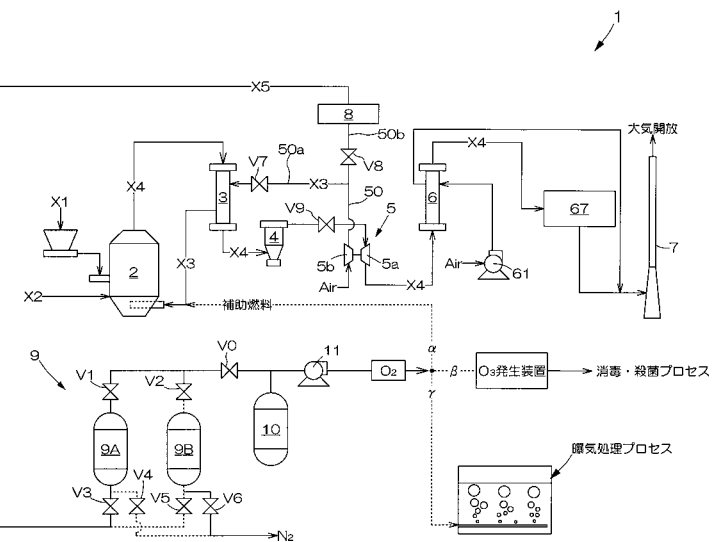 1
X5
8
50b
大気開放
V7
50a
V8
X4
X4
3
X3
6
X1
50
67
V9
5
4
7
X4
5b
5a
2
X3
Air
61
X2
Air
X4
補助燃料
V0
11
α
9
V1
V2
O₂
β
O₃発生装置
消毒・殺菌プロセス
γ
10
9A
9B
曝気処理プロセス
V4
V3
V5
V6
N₂